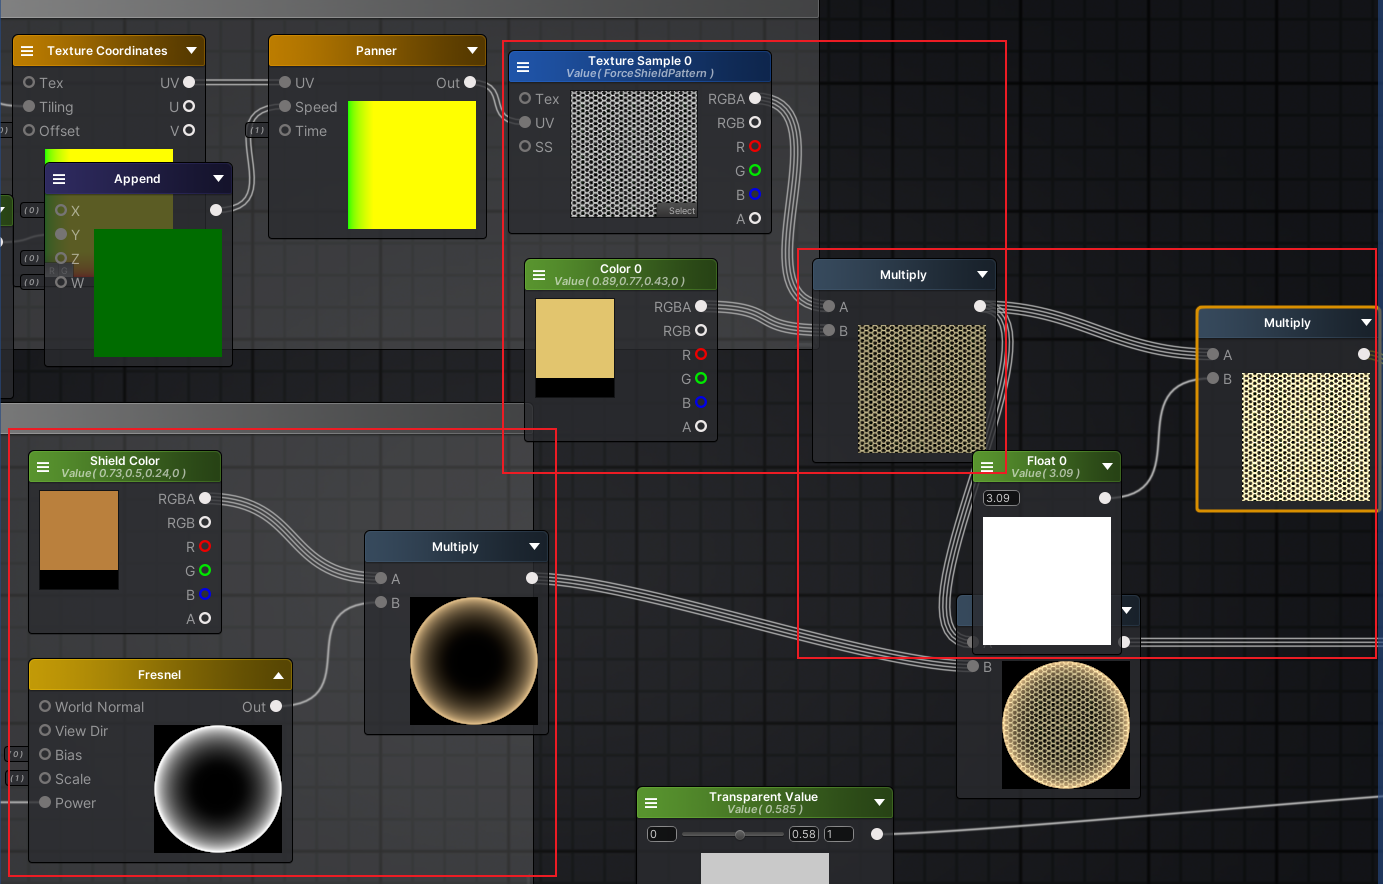 Texture Coordinates
Tex
UV
Tiling
U
Offset
V
Append
(0)
X
Y
(0)
Z
(0)
W
Panner
UV
Out
Speed
(1)
Time
Texture Sample 0
Value( ForceShieldPattern )
Tex
RGBA
UV
RGB
SS
R
G
B
A
Select
Color 0
Value( 0.89,0.77,0.43,0 )
RGBA
RGB
R
G
B
A
Multiply
A
B
Multiply
A
B
Float 0
Value( 3.09 )
3.09
Shield Color
Value( 0.73,0.5,0.24,0 )
RGBA
RGB
R
G
B
A
Multiply
A
B
B
Fresnel
World Normal
Out
View Dir
(0)
Bias
(1)
Scale
Power
Transparent Value
Value( 0.585 )
0
0.58
1